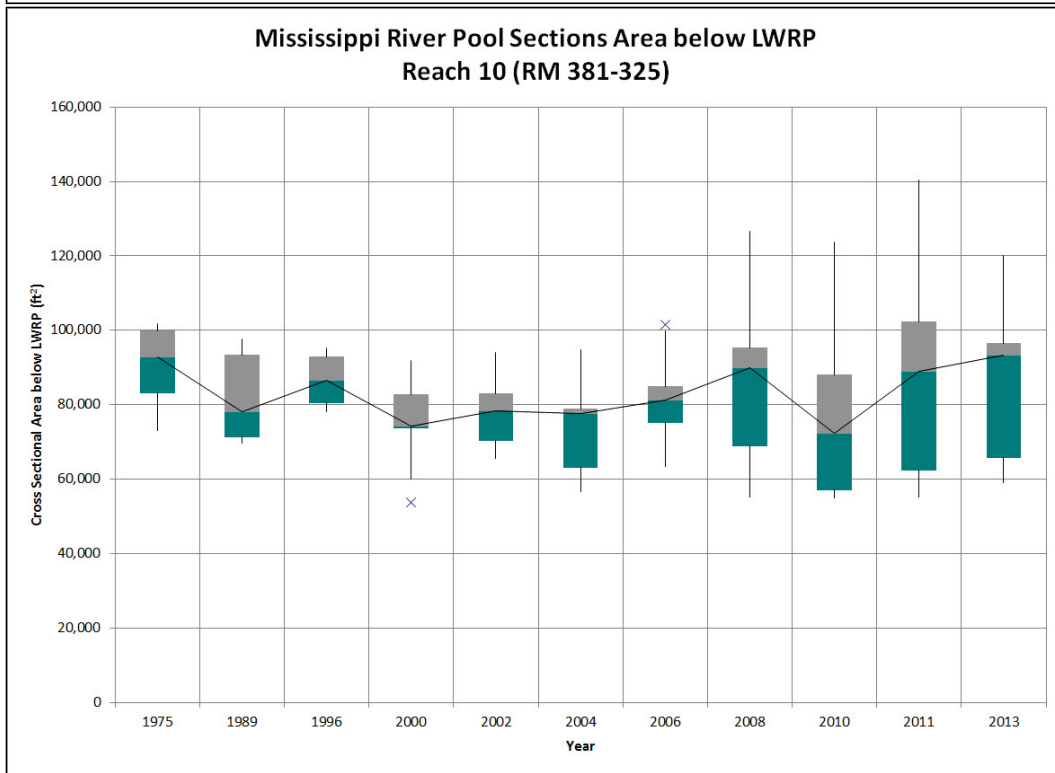 Mississippi River Pool Sections Area below LWRP
Reach 10 (RM 381-325)
160,000
140,000
120,000
100,000
80,000
60,000
40,000
20,000
0
Cross Sectional Area below LWRP (ft²)
1975 1989 1996 2000 2002 2004 2006 2008 2010 2011 2013
Year